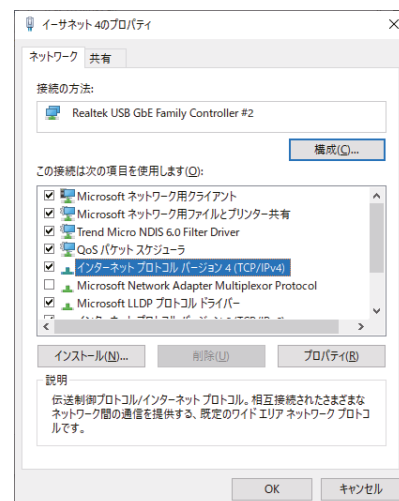 イーサネット 4のプロパティ
ネットワーク 共有
接続の方法:
Realtek USB GbE Family Controller #2
構成(C)...
この接続は次の項目を使用します(O):
Microsoft ネットワーク用クライアント
Microsoft ネットワーク用ファイルとプリンター共有
Trend Micro NDIS 6.0 Filter Driver
QoS パケット スケジューラ
インターネット プロトコル バージョン 4 (TCP/IPv4)
Microsoft Network Adapter Multiplexor Protocol
Microsoft LLDP プロトコル ドライバー
インストール(N)... 削除(U) プロパティ(R)
説明
伝送制御プロトコル/インターネット プロトコル。相互接続されたさまざまな
ネットワーク間の通信を提供する、既定のワイド エリア ネットワーク プロトコ
ルです。
OK キャンセル